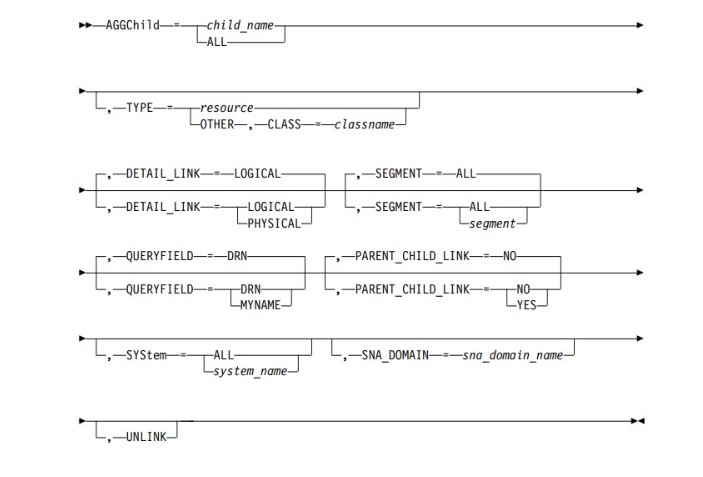 AGGChild = child_name
ALL
, TYPE = resource
OTHER , CLASS = classname
, DETAIL_LINK = LOGICAL , SEGMENT = ALL
, DETAIL_LINK = LOGICAL , SEGMENT = ALL
PHYSICAL segment
, QUERYFIELD = DRN , PARENT_CHILD_LINK = NO
, QUERYFIELD = DRN , PARENT_CHILD_LINK = NO
MYNAME YES
, SYStem = ALL , SNA_DOMAIN = sna_domain_name
system_name
, UNLINK